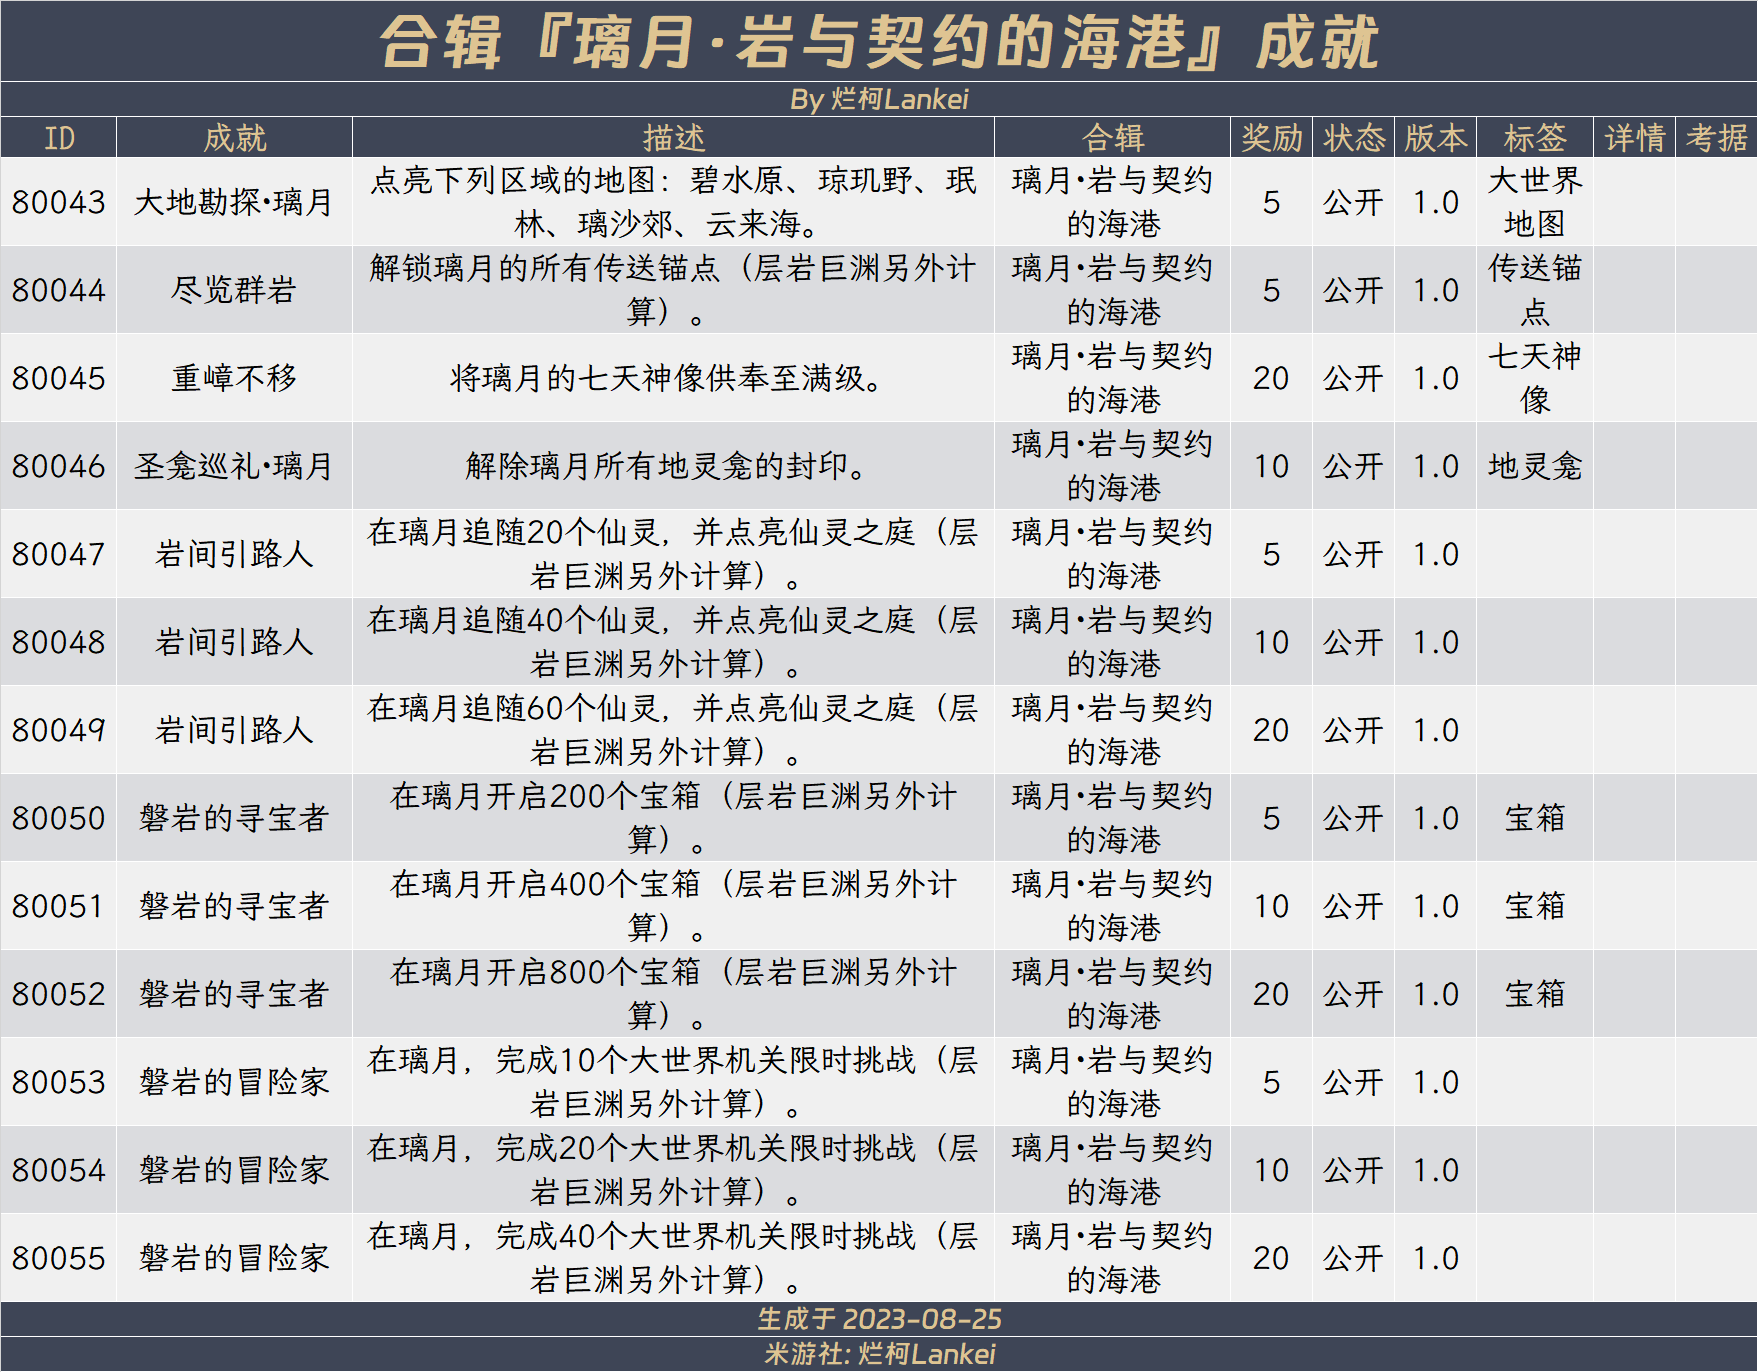 合辑『璃月·岩与契约的海港』成就
By 烂柯Lankei
ID 成就 描述 合辑 奖励 状态 版本 标签 详情 考据
80043 大地勘探·璃月 点亮下列区域的地图：碧水原、琼玑野、珉林、璃沙郊、云来海。 璃月·岩与契约的海港 5 公开 1.0 大世界地图
80044 尽览群岩 解锁璃月的所有传送锚点（层岩巨渊另外计算）。 璃月·岩与契约的海港 5 公开 1.0 传送锚点
80045 重嶂不移 将璃月的七天神像供奉至满级。 璃月·岩与契约的海港 20 公开 1.0 七天神像
80046 圣龛巡礼·璃月 解除璃月所有地灵龛的封印。 璃月·岩与契约的海港 10 公开 1.0 地灵龛
80047 岩间引路人 在璃月追随20个仙灵，并点亮仙灵之庭（层岩巨渊另外计算）。 璃月·岩与契约的海港 5 公开 1.0
80048 岩间引路人 在璃月追随40个仙灵，并点亮仙灵之庭（层岩巨渊另外计算）。 璃月·岩与契约的海港 10 公开 1.0
80049 岩间引路人 在璃月追随60个仙灵，并点亮仙灵之庭（层岩巨渊另外计算）。 璃月·岩与契约的海港 20 公开 1.0
80050 磐岩的寻宝者 在璃月开启200个宝箱（层岩巨渊另外计算）。 璃月·岩与契约的海港 5 公开 1.0 宝箱
80051 磐岩的寻宝者 在璃月开启400个宝箱（层岩巨渊另外计算）。 璃月·岩与契约的海港 10 公开 1.0 宝箱
80052 磐岩的寻宝者 在璃月开启800个宝箱（层岩巨渊另外计算）。 璃月·岩与契约的海港 20 公开 1.0 宝箱
80053 磐岩的冒险家 在璃月，完成10个大世界机关限时挑战（层岩巨渊另外计算）。 璃月·岩与契约的海港 5 公开 1.0
80054 磐岩的冒险家 在璃月，完成20个大世界机关限时挑战（层岩巨渊另外计算）。 璃月·岩与契约的海港 10 公开 1.0
80055 磐岩的冒险家 在璃月，完成40个大世界机关限时挑战（层岩巨渊另外计算）。 璃月·岩与契约的海港 20 公开 1.0
生成于 2023-08-25
米游社: 烂柯Lankei